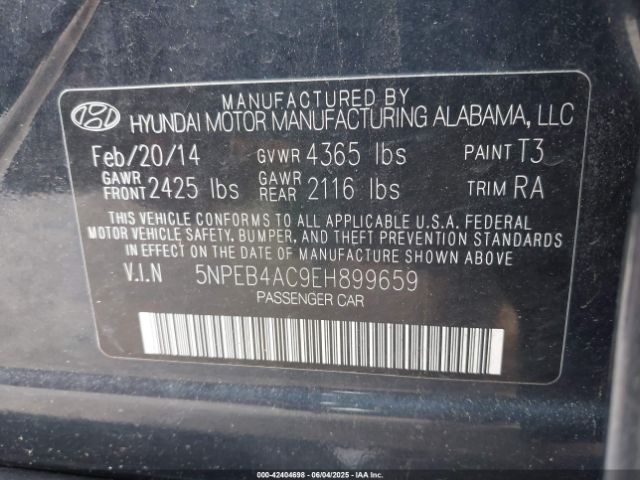 MANUFACTURED BY
HYUNDAI MOTOR MANUFACTURING ALABAMA, LLC
Feb/20/14 GVWR 4365 lbs PAINT T3
GAWR FRONT 2425 lbs GAWR REAR 2116 lbs TRIM RA
THIS VEHICLE CONFORMS TO ALL APPLICABLE U.S.A. FEDERAL
MOTOR VEHICLE SAFETY, BUMPER, AND THEFT PREVENTION STANDARDS
IN EFFECT ON THE DATE OF MANUFACTURE SHOWN ABOVE
V.I.N 5NPEB4AC9EH899659
PASSENGER CAR
000-42404698 - 06/04/2025 - IAAI.COM